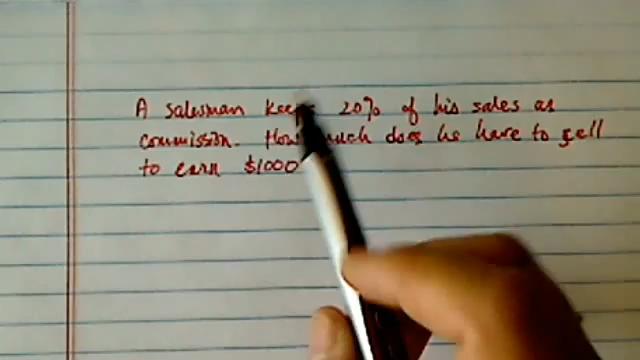 A salesman keeps 20% of his sales as
commission. How much does he have to sell
to earn $1000